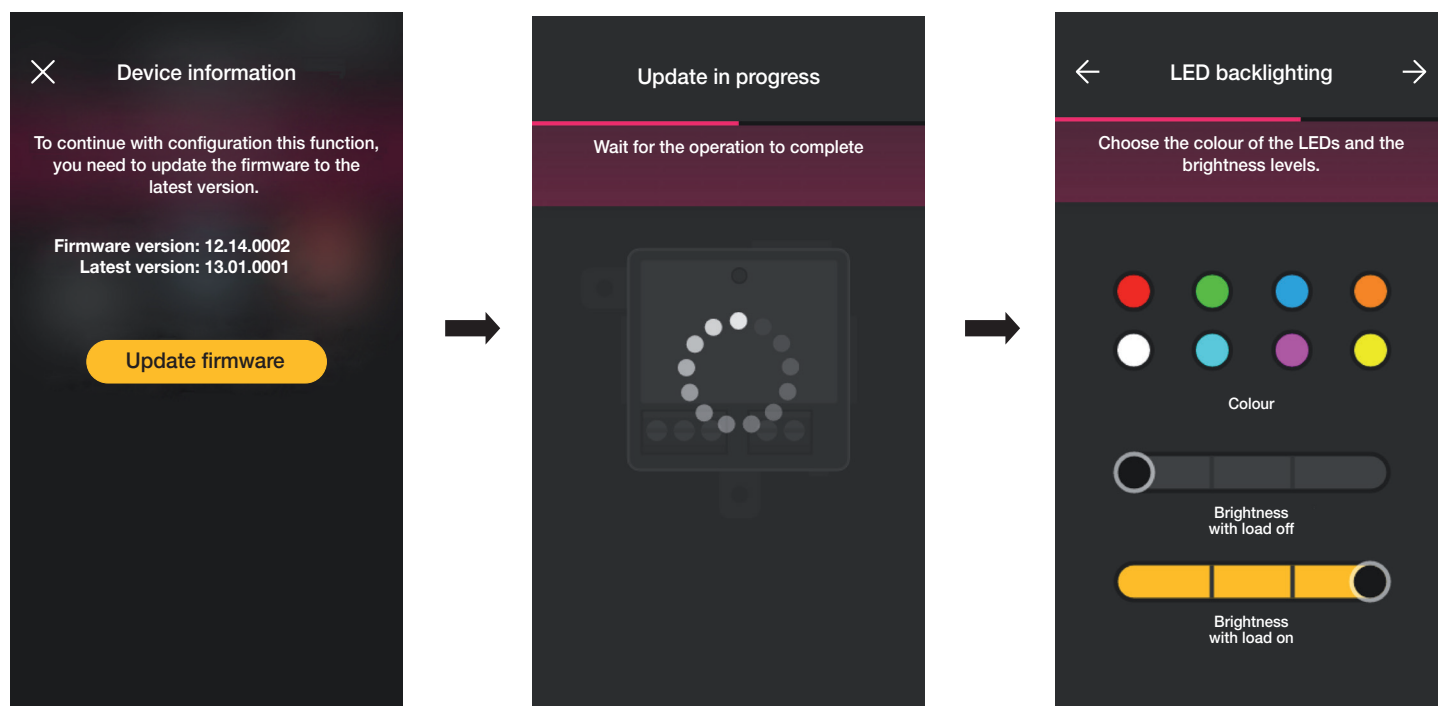 Device information
To continue with configuration this function,
you need to update the firmware to the
latest version.
Firmware version: 12.14.0002
Latest version: 13.01.0001
Update firmware
Update in progress
Wait for the operation to complete
LED backlighting
Choose the colour of the LEDs and the
brightness levels.
Colour
Brightness
with load off
Brightness
with load on